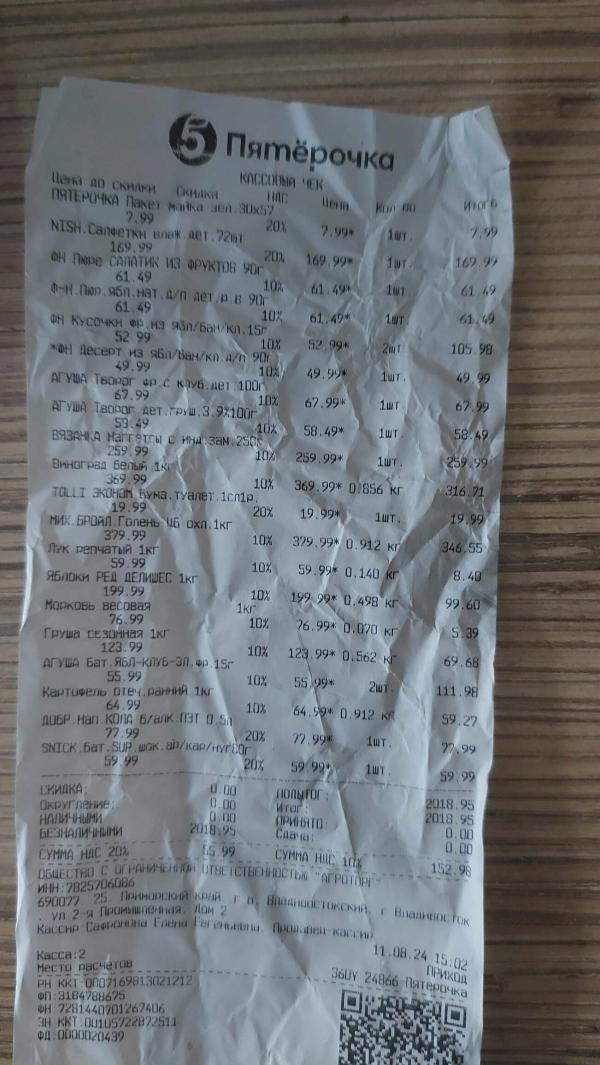 5 Пятёрочка
КАССОВЫЙ ЧЕК
Цена до скидки Скидка НДС Цена Кол-во Итого
ПЯТЕРОЧКА Пакет майка зел.30х57
7.99 20% 7.99* 1шт. 7.99
NISH.Салфетки влаж.дет.72шт
169.99 20% 169.99* 1шт. 169.99
ФН Пюре САЛАТИК ИЗ ФРУКТОВ 90г
61.49 10% 61.49* 1шт. 61.49
Ф-Н.Пюр.ябл.нат.д/п дет.р.в 90г
61.49 10% 61.49* 1шт. 61.49
ФН Кусочки фр.из ябл/бан/кл.15г
52.99 10% 52.99* 2шт. 105.98
*ФН Десерт из ябл/бан/кл.д/п 90г
49.99 10% 49.99* 1шт. 49.99
АГУША Творог фр.с клуб.дет.100г
67.99 10% 67.99* 1шт. 67.99
АГУША Творог дет.груш.3.9%100г
58.49 10% 58.49* 1шт. 58.49
ВЯЗАНКА Наггетсы с инд.зам.250г
259.99 10% 259.99* 1шт. 259.99
Виноград белый 1кг
369.99 10% 369.99* 0.856 кг 316.71
TOLLI ЭКОНОМ Бума.туалет.1сл1р.
19.99 20% 19.99* 1шт. 19.99
МИХ.БРОЙЛ.Голень ЦБ охл.1кг
379.99 10% 379.99* 0.912 кг 346.55
Лук репчатый 1кг
59.99 10% 59.99* 0.140 кг 8.40
Яблоки РЕД ДЕЛИШЕС 1кг
199.99 10% 199.99* 0.498 кг 99.60
Морковь весовая 1кг
76.99 10% 76.99* 0.070 кг 5.39
Груша сезонная 1кг
123.99 10% 123.99* 0.562 кг 69.68
АГУША Бат.ЯБЛ-КЛУБ-ЗЛ.фр.15г
55.99 10% 55.99* 2шт. 111.98
Картофель отеч.ранний 1кг
64.99 10% 64.99* 0.912 кг 59.27
ДОБР.Нап.КОЛА б/алк.ПЭТ 0.5л
77.99 20% 77.99* 1шт. 77.99
SNICK.Бат.SUP.шок.ар/кар/нуг80г
59.99 20% 59.99* 1шт. 59.99
СКИДКА: 0.00 ПОДЫТОГ: 2018.95
Округление: 0.00 Итог: 2018.95
НАЛИЧНЫМИ 0.00 ПРИНЯТО: 0.00
БЕЗНАЛИЧНЫМИ 2018.95 Сдача: 0.00
СУММА НДС 20% 55.99 СУММА НДС 10% 152.98
ОБЩЕСТВО С ОГРАНИЧЕННОЙ ОТВЕТСТВЕННОСТЬЮ "АГРОТОРГ"
ИНН:7825706086
690077, 25, Приморский край, г.о. Владивостокский, г Владивосток
, ул 2-я Промышленная, Дом 2
Кассир Сафронова Елена Евгеньевна, Продавец-кассир
11.08.24 15:02
Касса:2 ПРИХОД
Место расчетов 36UY 24866-Пятерочка
РН ККТ:0007169813021212
ФП:3184788675
ФН:7281440701267406
ЗН ККТ:00105722872511
ФД:0000020439